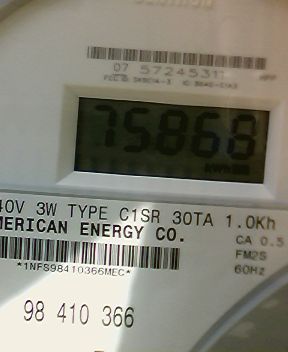 07 57245311
75868
kwh
40V 3W TYPE C1SR 30TA 1.0Kh
MERICAN ENERGY CO.
CA 0.5
*1NFS98410366MEC*
FM2S
60Hz
98 410 366